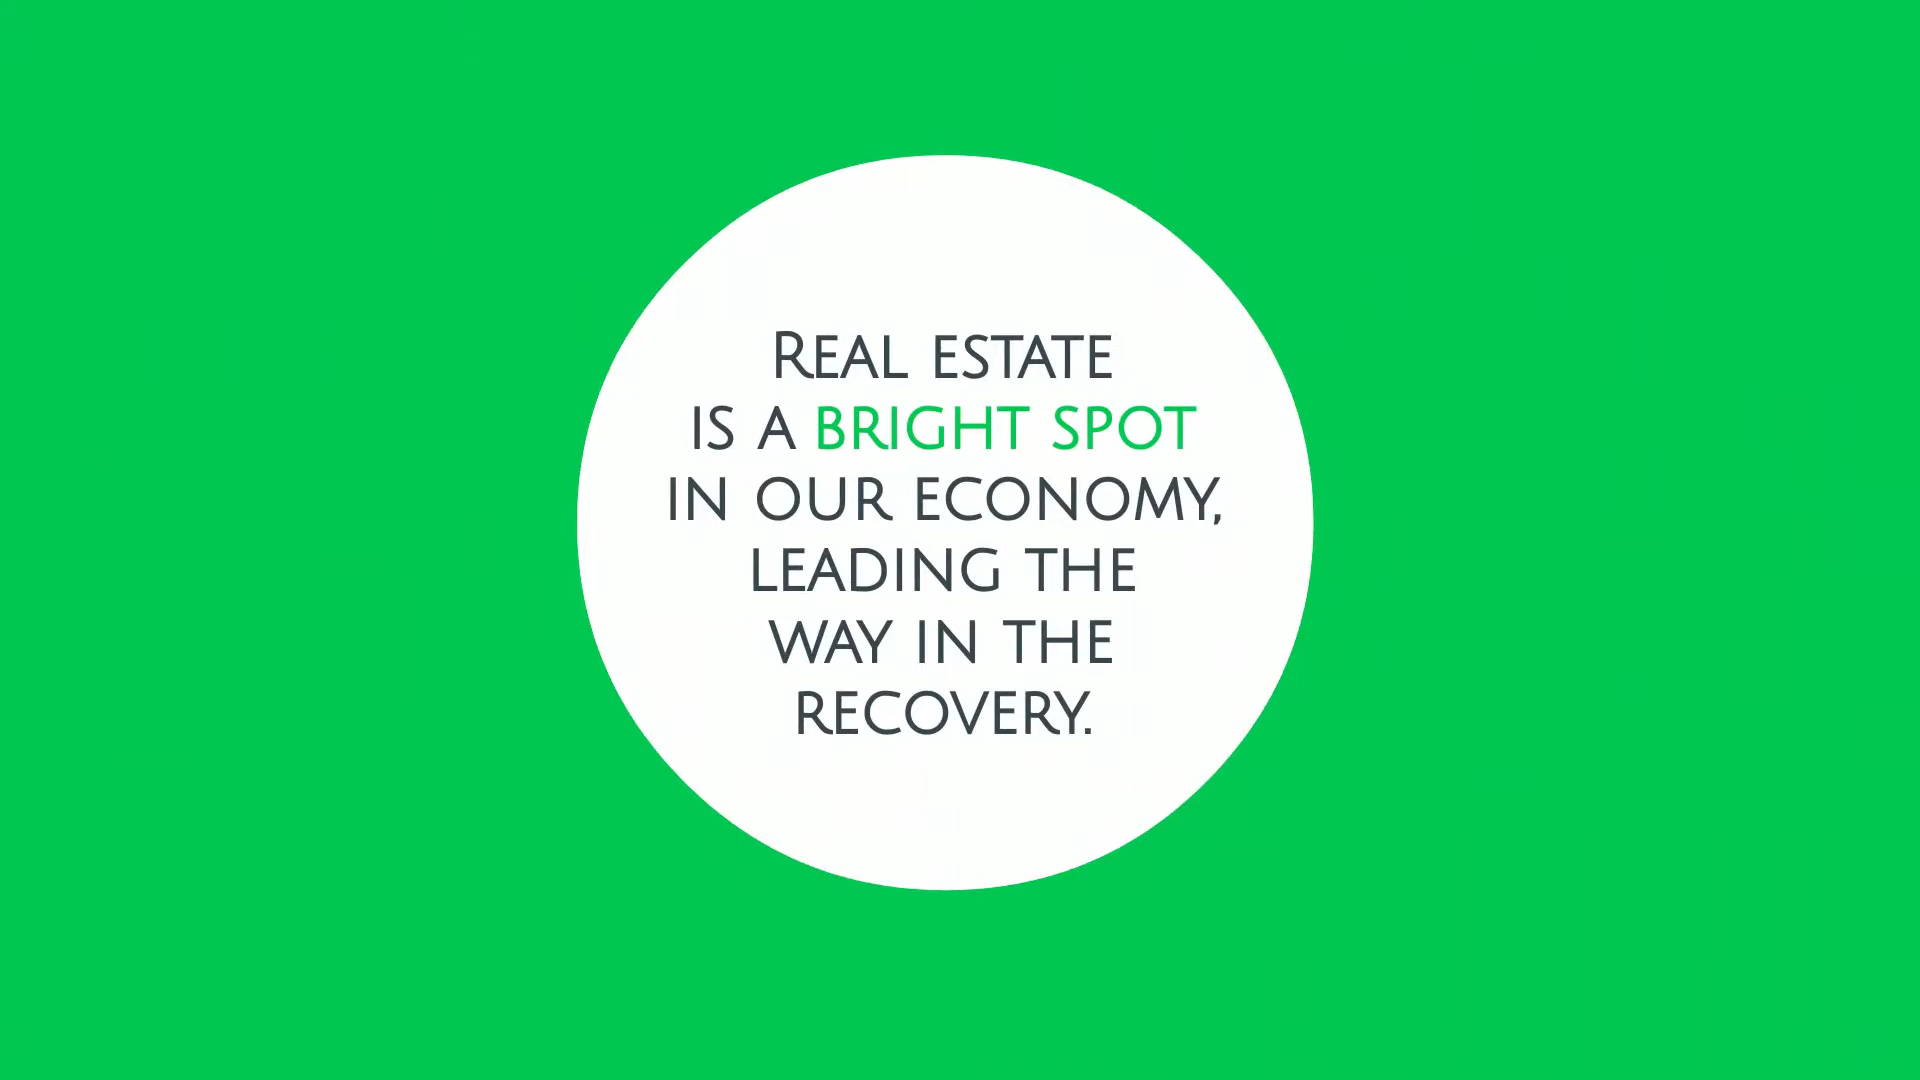 Real estate
is a bright spot
in our economy,
leading the
way in the
recovery.